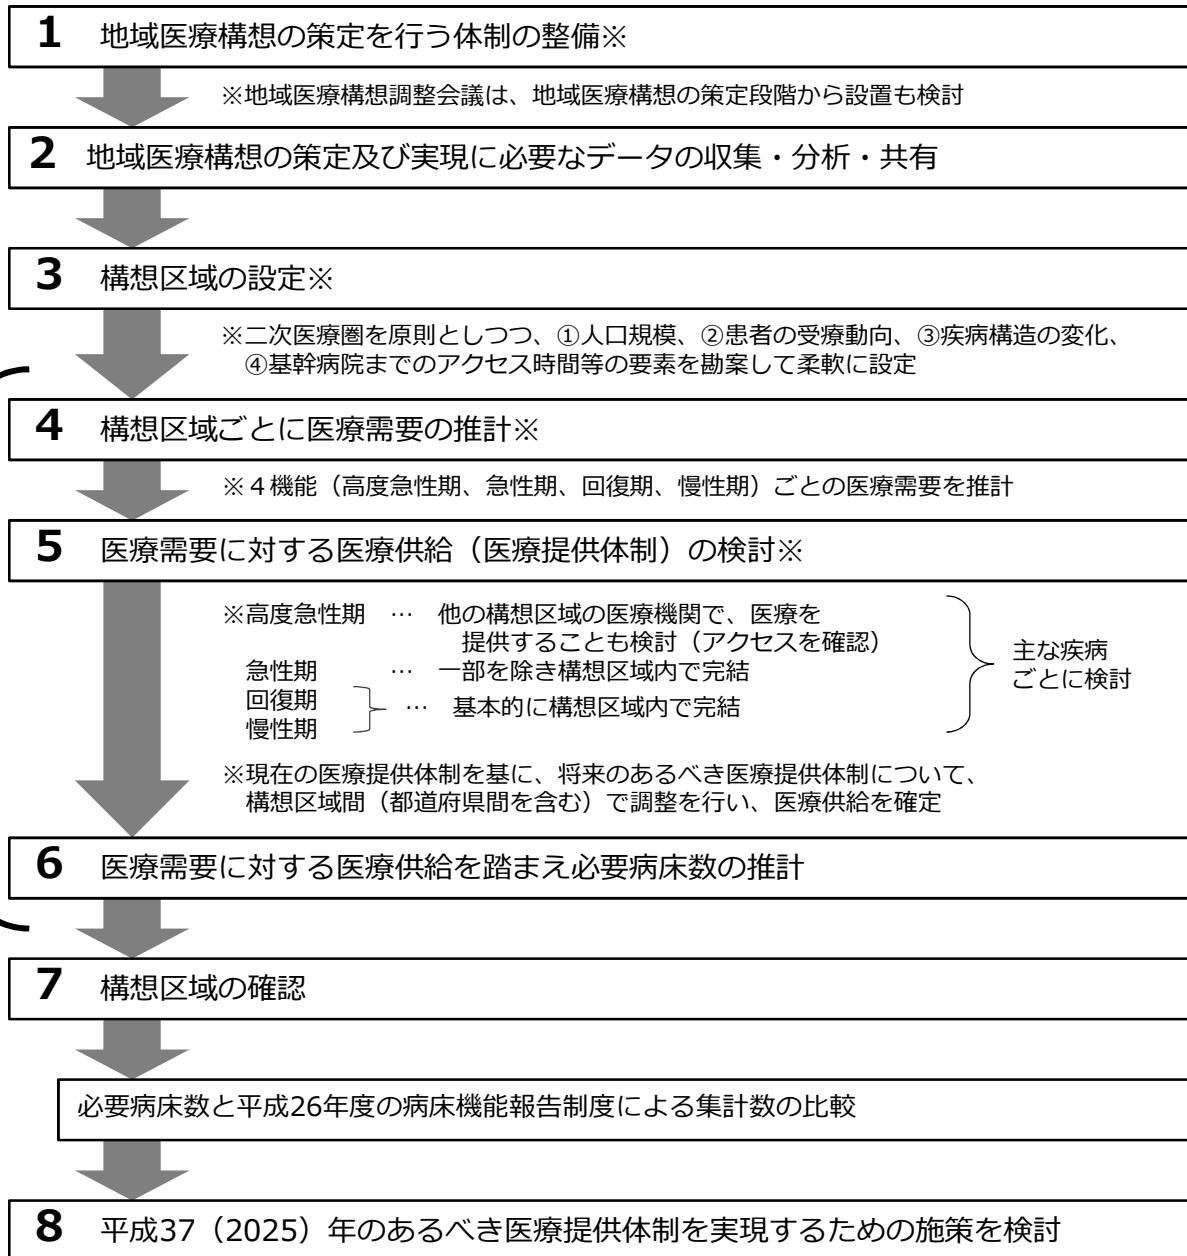 1 地域医療構想の策定を行う体制の整備※
※地域医療構想調整会議は、地域医療構想の策定段階から設置も検討
2 地域医療構想の策定及び実現に必要なデータの収集・分析・共有
3 構想区域の設定※
※二次医療圏を原則としつつ、①人口規模、②患者の受療動向、③疾病構造の変化、
④基幹病院までのアクセス時間等の要素を勘案して柔軟に設定
4 構想区域ごとに医療需要の推計※
※４機能（高度急性期、急性期、回復期、慢性期）ごとの医療需要を推計
5 医療需要に対する医療供給（医療提供体制）の検討※
※高度急性期 … 他の構想区域の医療機関で、医療を
提供することも検討（アクセスを確認）
急性期 … 一部を除き構想区域内で完結
回復期
慢性期
… 基本的に構想区域内で完結
主な疾病
ごとに検討
※現在の医療提供体制を基に、将来のあるべき医療提供体制について、
構想区域間（都道府県間を含む）で調整を行い、医療供給を確定
6 医療需要に対する医療供給を踏まえ必要病床数の推計
7 構想区域の確認
必要病床数と平成26年度の病床機能報告制度による集計数の比較
8 平成37（2025）年のあるべき医療提供体制を実現するための施策を検討